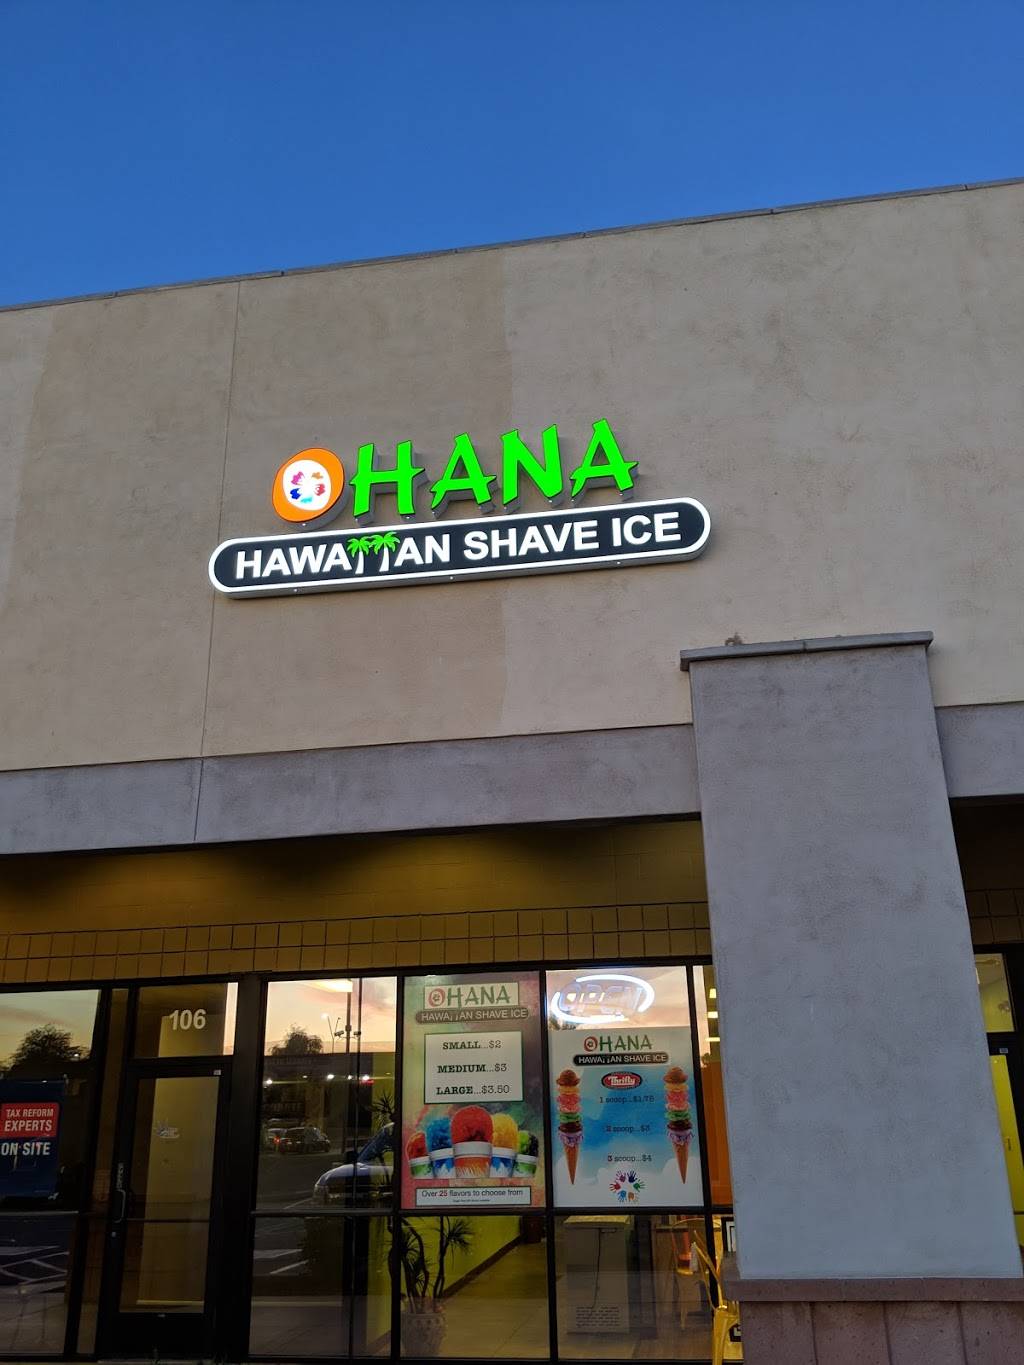 OHANA
HAWAIIAN SHAVE ICE
106
TAX REFORM
EXPERTS
ON SITE
OHANA
HAWAIIAN SHAVE ICE
SMALL...$2
MEDIUM...$3
LARGE...$3.50
Over 25 flavors to choose from
OPEN
OHANA
HAWAIIAN SHAVE ICE
Thrifty
1 scoop...$1.75
2 scoop...$3
3 scoop...$4